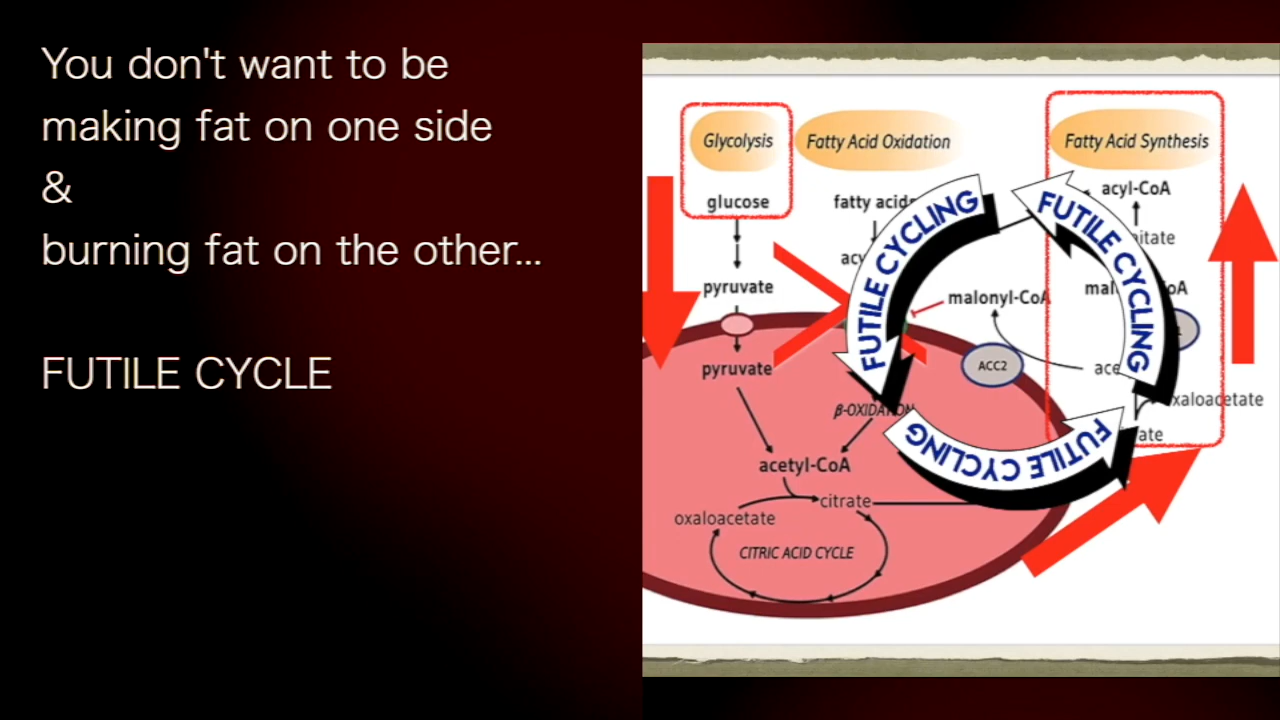 You don't want to be
making fat on one side
&
burning fat on the other...
FUTILE CYCLE
Glycolysis
Fatty Acid Oxidation
Fatty Acid Synthesis
glucose
pyruvate
pyruvate
malonyl-CoA
ACC2
acyl-CoA
FUTILE CYCLING
FUTILE CYCLING
FUTILE CYCLING
β-OXIDATION
acetyl-CoA
citrate
oxaloacetate
CITRIC ACID CYCLE